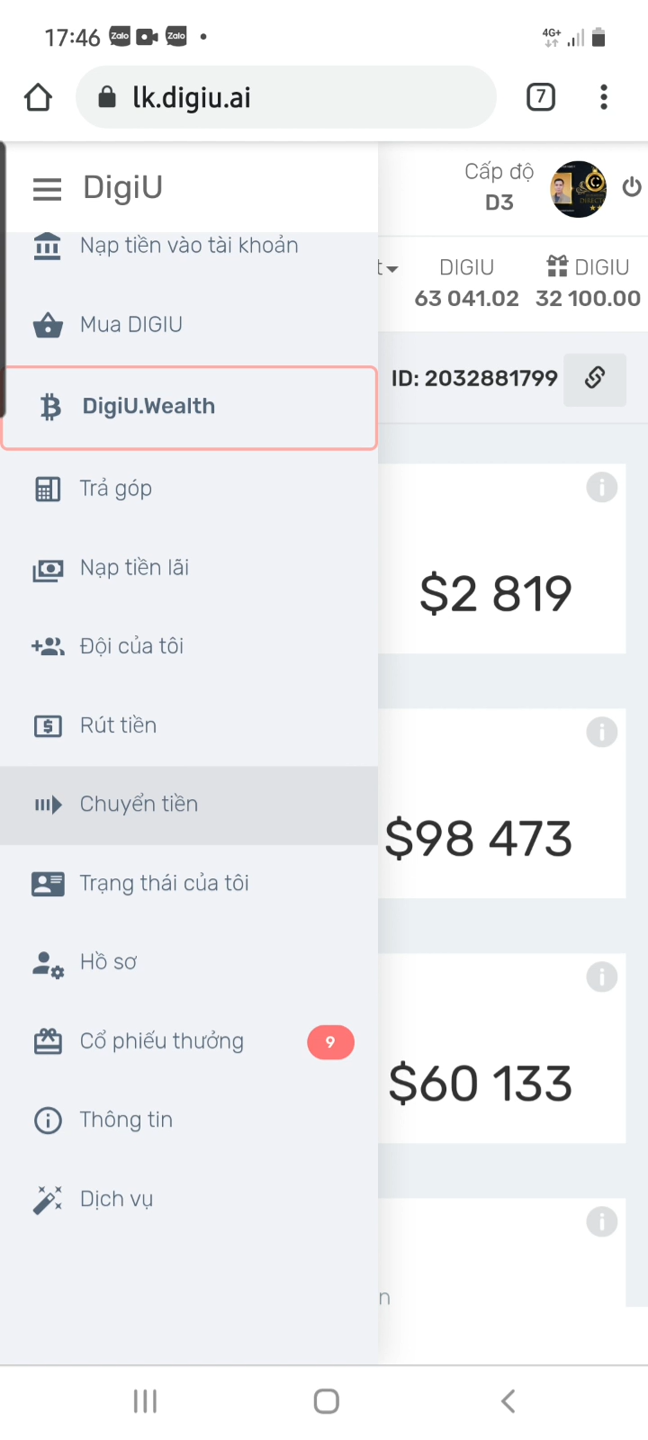 17:46 Zalo Zalo
4G+
lk.digiu.ai
7
DigiU
Cấp độ
D3
Nạp tiền vào tài khoản
Mua DIGIU
DigiU.Wealth
Trả góp
Nạp tiền lãi
Đội của tôi
Rút tiền
Chuyển tiền
Trạng thái của tôi
Hồ sơ
Cổ phiếu thưởng 9
Thông tin
Dịch vụ
DIGIU
63 041.02
DIGIU
32 100.00
ID: 2032881799
$2 819
$98 473
$60 133